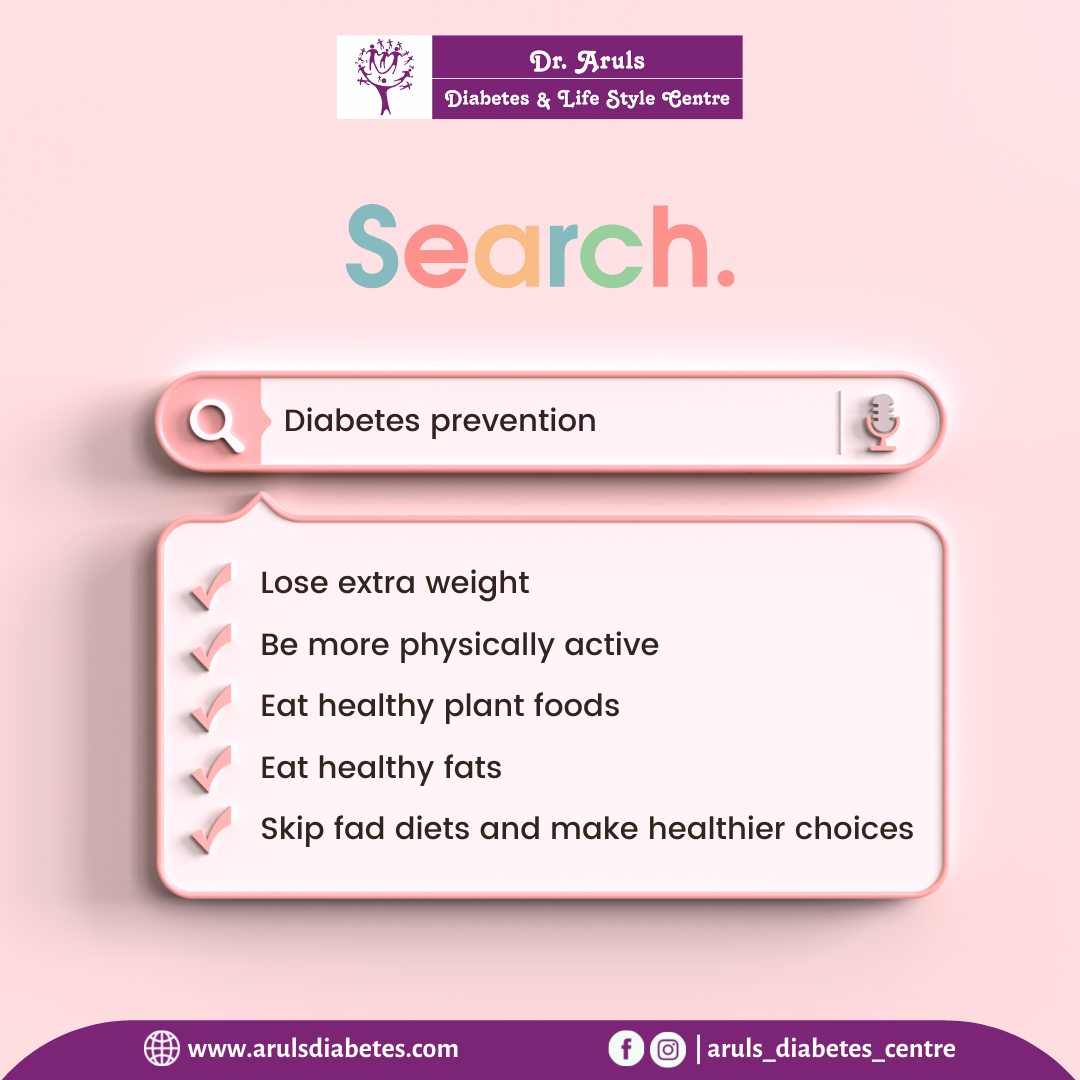 Dr. Aruls
Diabetes & Life Style Centre
Search.
Diabetes prevention
Lose extra weight
Be more physically active
Eat healthy plant foods
Eat healthy fats
Skip fad diets and make healthier choices
www.arulsdiabetes.com
| aruls_diabetes_centre